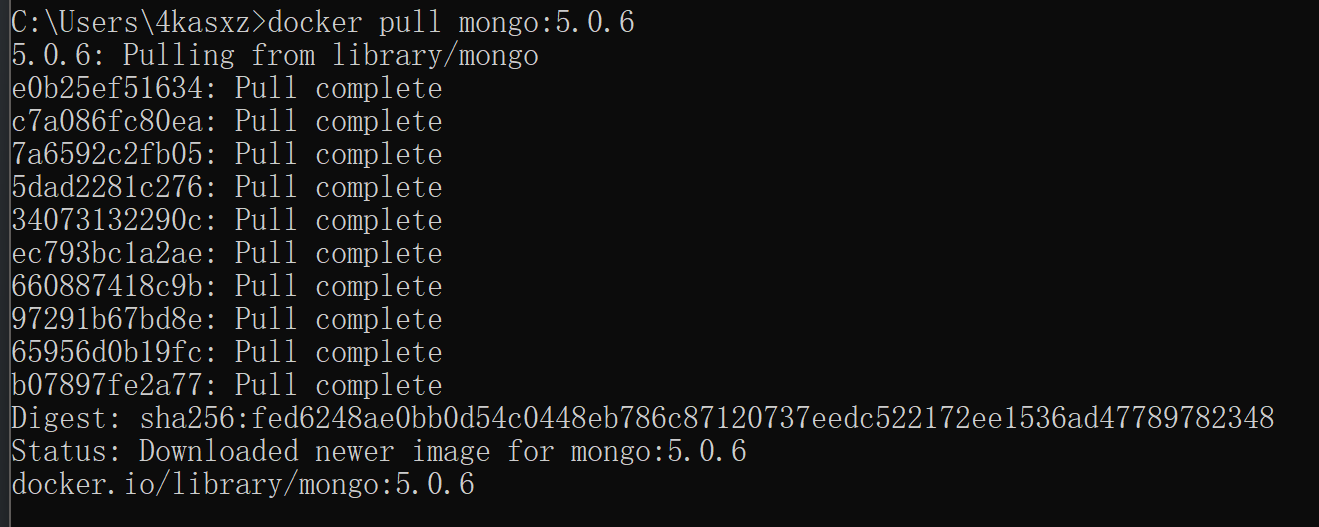 C:\Users\4kasxz>docker pull mongo:5.0.6
5.0.6: Pulling from library/mongo
e0b25ef51634: Pull complete
c7a086fc80ea: Pull complete
7a6592c2fb05: Pull complete
5dad2281c276: Pull complete
34073132290c: Pull complete
ec793bc1a2ae: Pull complete
660887418c9b: Pull complete
97291b67bd8e: Pull complete
65956d0b19fc: Pull complete
b07897fe2a77: Pull complete
Digest: sha256:fed6248ae0bb0d54c0448eb786c87120737eedc522172ee1536ad47789782348
Status: Downloaded newer image for mongo:5.0.6
docker.io/library/mongo:5.0.6